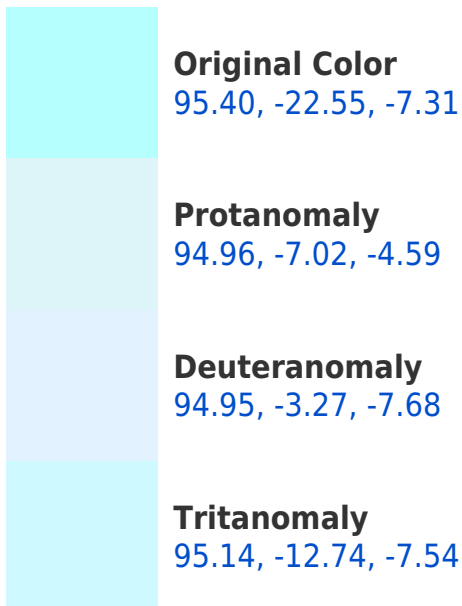 Original Color
95.40, -22.55, -7.31
Protanomaly
94.96, -7.02, -4.59
Deuteranomaly
94.95, -3.27, -7.68
Tritanomaly
95.14, -12.74, -7.54